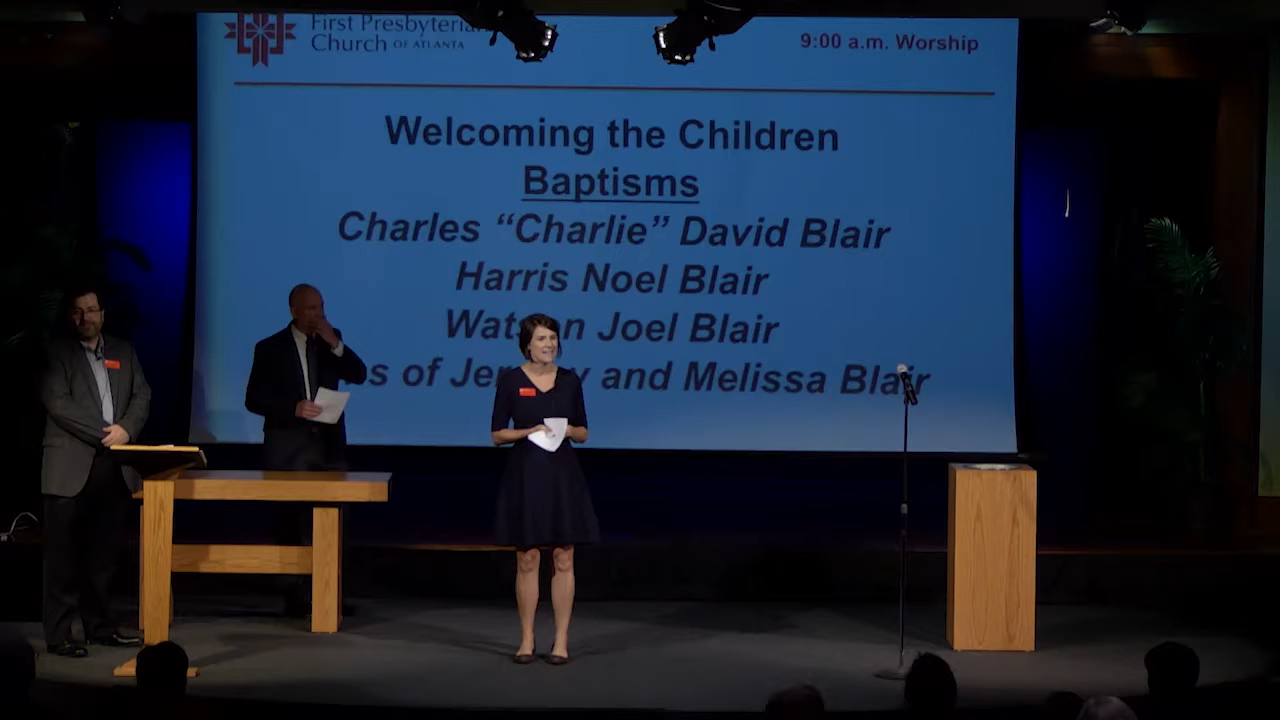 First Presbyterian
Church OF ATLANTA
9:00 a.m. Worship
Welcoming the Children
Baptisms
Charles “Charlie” David Blair
Harris Noel Blair
Joel Blair
of and Melissa Blair